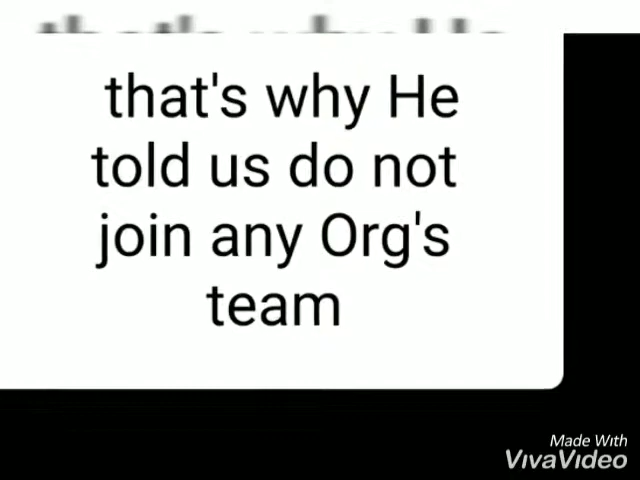 that's why He
told us do not
join any Org's
team
Made With
VivaVideo